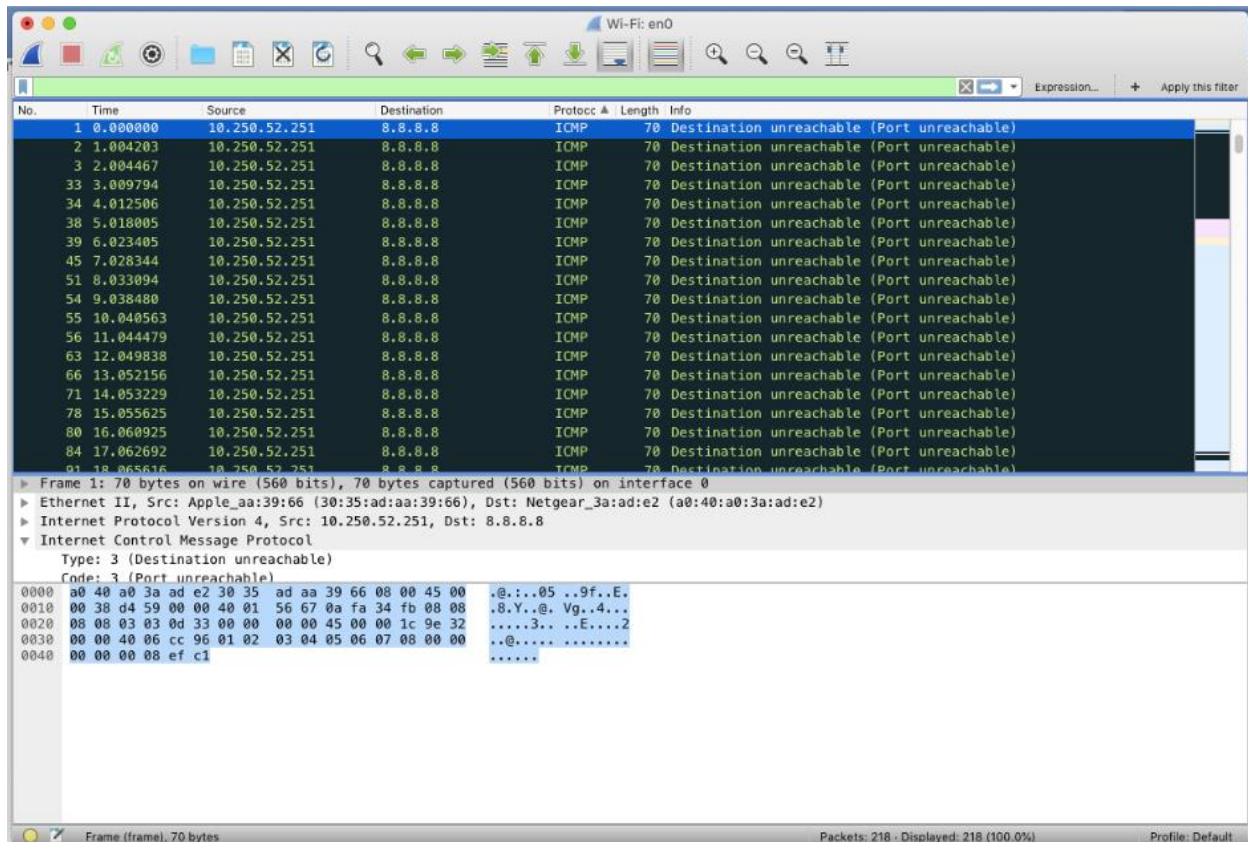 Wi-Fi: en0
Expression... + Apply this filter
No. Time Source Destination Protocc Length Info
1 0.000000 10.250.52.251 8.8.8.8 ICMP 70 Destination unreachable (Port unreachable)
2 1.004203 10.250.52.251 8.8.8.8 ICMP 70 Destination unreachable (Port unreachable)
3 2.004467 10.250.52.251 8.8.8.8 ICMP 70 Destination unreachable (Port unreachable)
33 3.009794 10.250.52.251 8.8.8.8 ICMP 70 Destination unreachable (Port unreachable)
34 4.012506 10.250.52.251 8.8.8.8 ICMP 70 Destination unreachable (Port unreachable)
38 5.018005 10.250.52.251 8.8.8.8 ICMP 70 Destination unreachable (Port unreachable)
39 6.023405 10.250.52.251 8.8.8.8 ICMP 70 Destination unreachable (Port unreachable)
45 7.028344 10.250.52.251 8.8.8.8 ICMP 70 Destination unreachable (Port unreachable)
51 8.033094 10.250.52.251 8.8.8.8 ICMP 70 Destination unreachable (Port unreachable)
54 9.038480 10.250.52.251 8.8.8.8 ICMP 70 Destination unreachable (Port unreachable)
55 10.040563 10.250.52.251 8.8.8.8 ICMP 70 Destination unreachable (Port unreachable)
56 11.044479 10.250.52.251 8.8.8.8 ICMP 70 Destination unreachable (Port unreachable)
63 12.049838 10.250.52.251 8.8.8.8 ICMP 70 Destination unreachable (Port unreachable)
66 13.052156 10.250.52.251 8.8.8.8 ICMP 70 Destination unreachable (Port unreachable)
71 14.053229 10.250.52.251 8.8.8.8 ICMP 70 Destination unreachable (Port unreachable)
78 15.055625 10.250.52.251 8.8.8.8 ICMP 70 Destination unreachable (Port unreachable)
80 16.060925 10.250.52.251 8.8.8.8 ICMP 70 Destination unreachable (Port unreachable)
84 17.062692 10.250.52.251 8.8.8.8 ICMP 70 Destination unreachable (Port unreachable)
91 18.065616 10.250.52.251 8.8.8.8 ICMP 70 Destination unreachable (Port unreachable)
Frame 1: 70 bytes on wire (560 bits), 70 bytes captured (560 bits) on interface 0
Ethernet II, Src: Apple_aa:39:66 (30:35:ad:aa:39:66), Dst: Netgear_3a:ad:e2 (a0:40:a0:3a:ad:e2)
Internet Protocol Version 4, Src: 10.250.52.251, Dst: 8.8.8.8
Internet Control Message Protocol
Type: 3 (Destination unreachable)
Code: 3 (Port unreachable)
0000 a0 40 a0 3a ad e2 30 35 ad aa 39 66 08 00 45 00 .@.:..05 ..9f..E.
0010 00 38 d4 59 00 00 40 01 56 67 0a fa 34 fb 08 08 .8.Y..@. Vg..4...
0020 08 08 03 03 0d 33 00 00 00 00 45 00 00 1c 9e 32 .....3.. ..E....2
0030 00 00 40 06 cc 96 01 02 03 04 05 06 07 08 00 00 ..@..... ........
0040 00 00 00 08 ef c1 ......
Frame (frame), 70 bytes Packets: 218 · Displayed: 218 (100.0%) Profile: Default